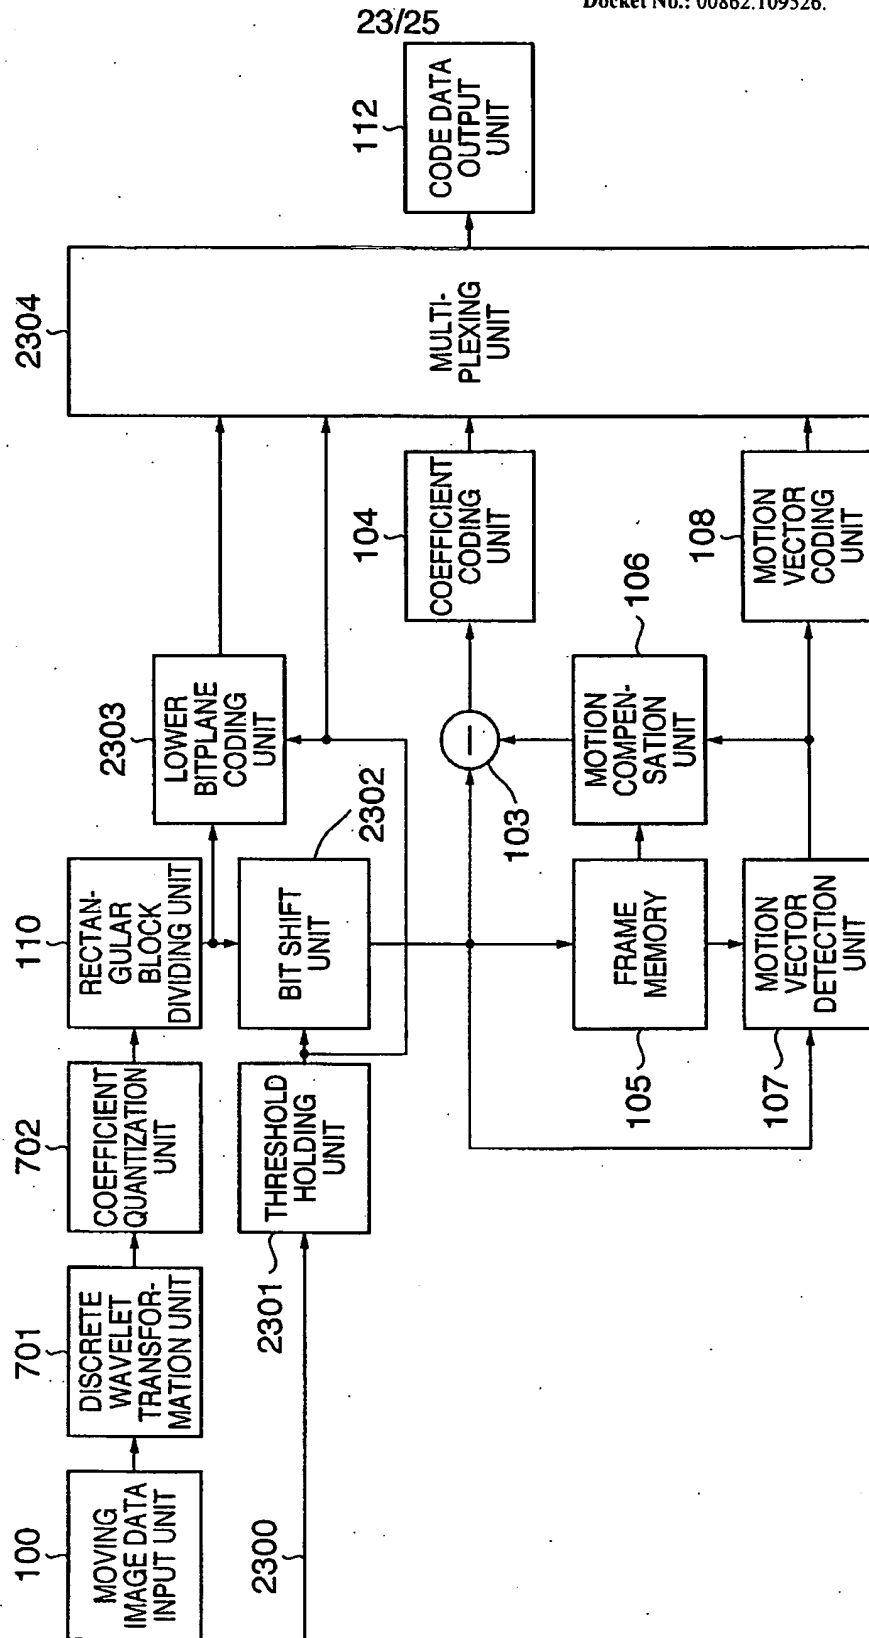 Docket No.: 00862.109526.
23/25
100
MOVING
IMAGE DATA
INPUT UNIT
701
DISCRETE
WAVELET
TRANSFOR-
MATION UNIT
702
COEFFICIENT
QUANTIZATION
UNIT
110
RECTAN-
GULAR
BLOCK
DIVIDING UNIT
2300
2301
THRESHOLD
HOLDING
UNIT
BIT SHIFT
UNIT
2302
2303
LOWER
BITPLANE
CODING
UNIT
2304
MULTI-
PLEXING
UNIT
112
CODE DATA
OUTPUT
UNIT
103
−
104
COEFFICIENT
CODING
UNIT
105
FRAME
MEMORY
106
MOTION
COMPEN-
SATION
UNIT
107
MOTION
VECTOR
DETECTION
UNIT
108
MOTION
VECTOR
CODING
UNIT